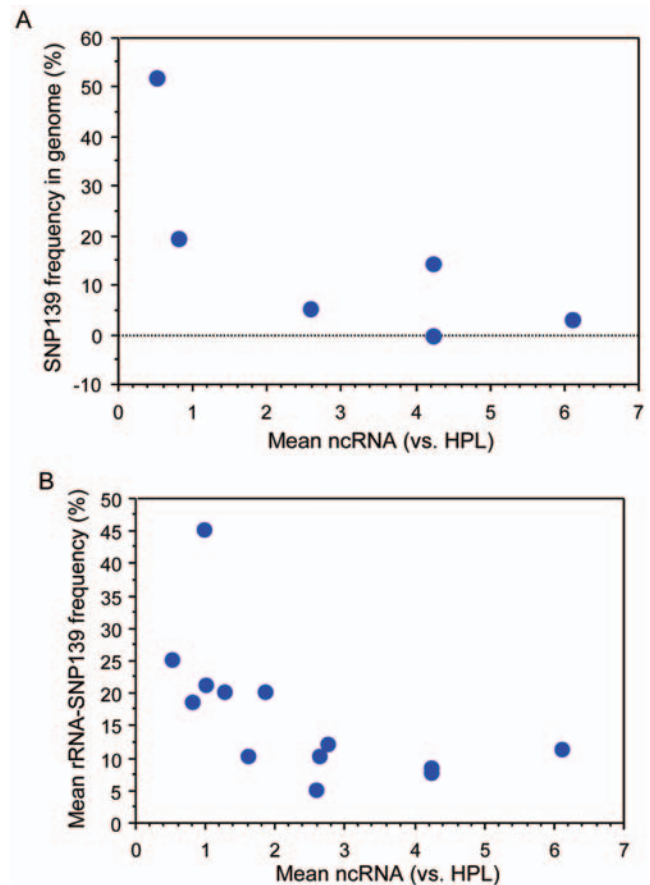 A
SNP139 frequency in genome (%)
60
50
40
30
20
10
0
-10
0 1 2 3 4 5 6 7
Mean ncRNA (vs. HPL)
B
Mean rRNA-SNP139 frequency (%)
50
45
40
35
30
25
20
15
10
5
0
0 1 2 3 4 5 6 7
Mean ncRNA (vs. HPL)